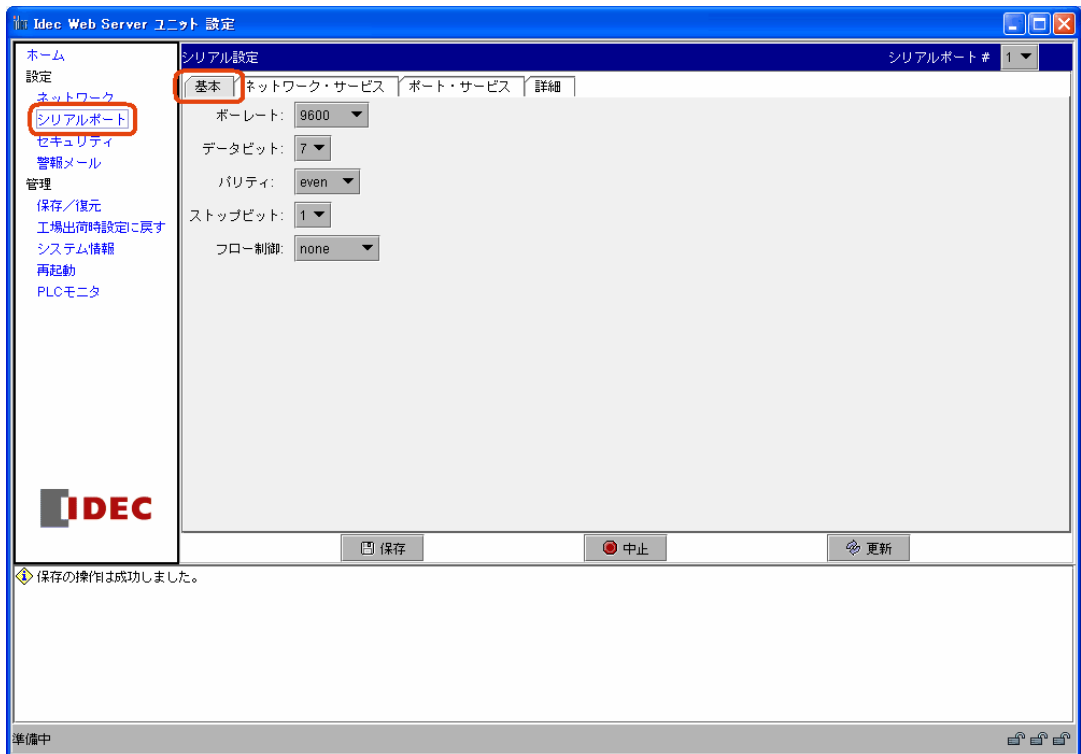 Idec Web Server ユニット 設定
ホーム
設定
ネットワーク
シリアルポート
セキュリティ
警報メール
管理
保存／復元
工場出荷時設定に戻す
システム情報
再起動
PLCモニタ
IDEC
シリアル設定 シリアルポート # 1
基本 ネットワーク・サービス ポート・サービス 詳細
ボーレート: 9600
データビット: 7
パリティ: even
ストップビット: 1
フロー制御: none
保存 中止 更新
保存の操作は成功しました。
準備中